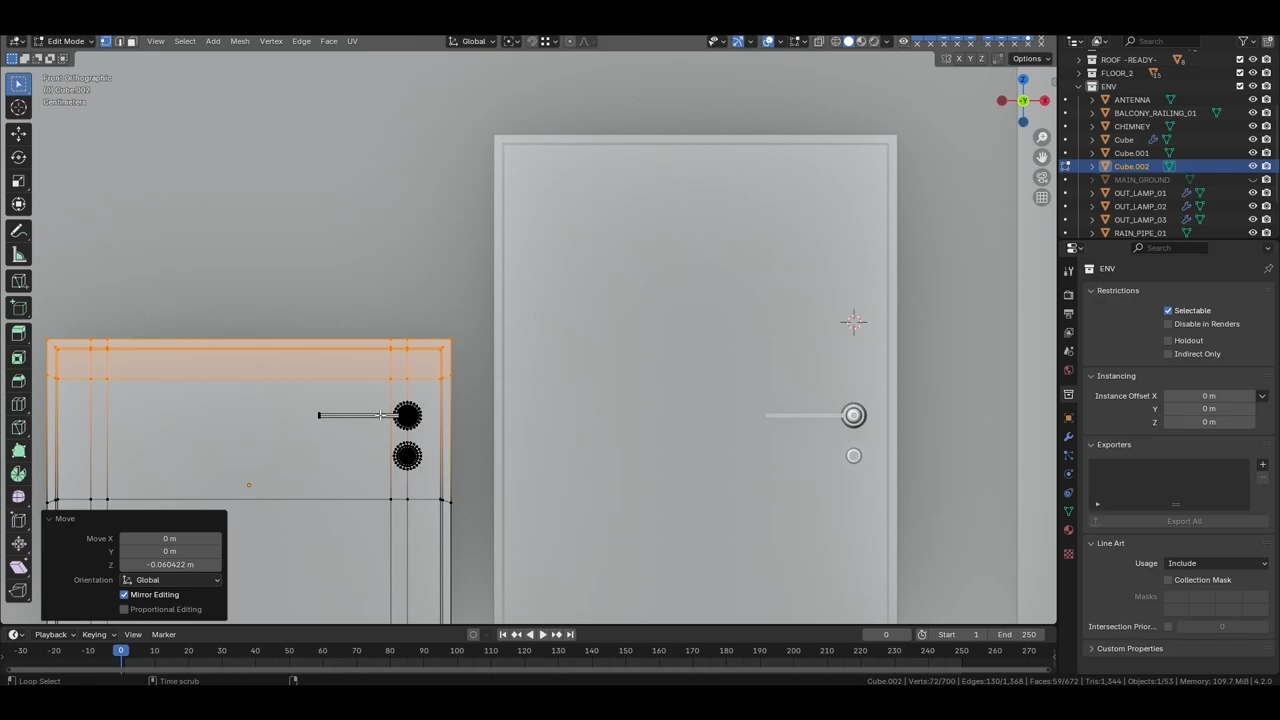 Edit Mode View Select Add Mesh Vertex Edge Face UV Global Search
X Y Z Options
Front Orthographic
(0) Cube.002
Centimeters
Z
-Y X
ROOF -READY- 8
FLOOR_2 15
ENV
ANTENNA
BALCONY_RAILING_01
CHIMNEY
Cube
Cube.001
Cube.002
MAIN_GROUND
OUT_LAMP_01
OUT_LAMP_02
OUT_LAMP_03
RAIN_PIPE_01
Search
ENV
Restrictions
Selectable
Disable in Renders
Holdout
Indirect Only
Instancing
Instance Offset X 0 m
Y 0 m
Z 0 m
Exporters
Export All
Line Art
Usage Include
Collection Mask
Masks
Intersection Prior... 0
Custom Properties
Move
Move X 0 m
Y 0 m
Z -0.060422 m
Orientation Global
Mirror Editing
Proportional Editing
Playback Keying View Marker 0 Start 1 End 250
-30 -20 -10 0 10 20 30 40 50 60 70 80 90 100 110 120 130 140 150 160 170 180 190 200 210 220 230 240 250 260 270
Loop Select Time scrub Cube.002 | Verts:72/700 | Edges:130/1,368 | Faces:59/672 | Tris:1,344 | Objects:1/53 | Memory: 109.7 MiB | 4.2.0